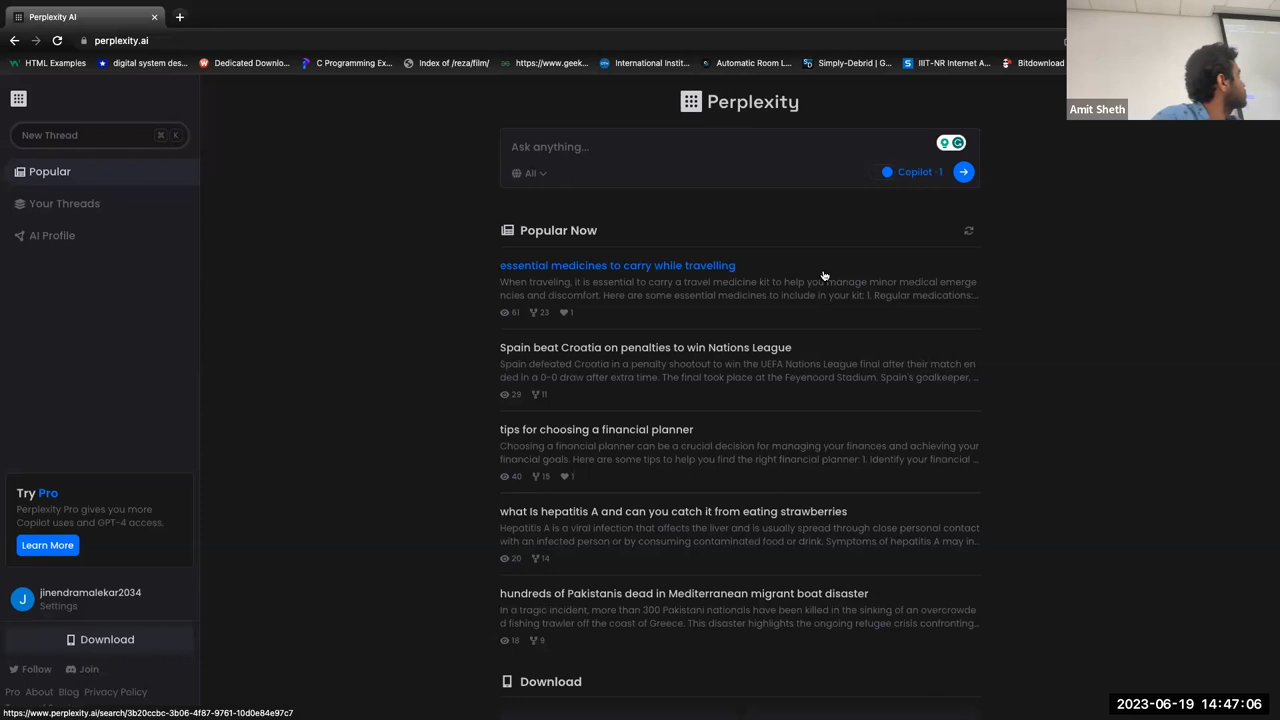 Perplexity AI
perplexity.ai
HTML Examples
digital system des...
Dedicated Downlo...
C Programming Ex...
Index of /reza/film/
https://www.geek...
International Instit...
Automatic Room L...
Simply-Debrid | G...
IIIT-NR Internet A...
Bitdownload
Amit Sheth
New Thread
⌘ K
Popular
Your Threads
AI Profile
Try Pro
Perplexity Pro gives you more
Copilot uses and GPT-4 access.
Learn More
J
jinendramalekar2034
Settings
Download
Follow
Join
Pro About Blog Privacy Policy
https://www.perplexity.ai/search/3b20ccbc-3b06-4f87-9761-10d0e84e97c7
Perplexity
Ask anything...
All
Copilot · 1
Popular Now
essential medicines to carry while travelling
When traveling, it is essential to carry a travel medicine kit to help you manage minor medical emerge
ncies and discomfort. Here are some essential medicines to include in your kit: 1. Regular medications:...
61 23 1
Spain beat Croatia on penalties to win Nations League
Spain defeated Croatia in a penalty shootout to win the UEFA Nations League final after their match en
ded in a 0-0 draw after extra time. The final took place at the Feyenoord Stadium. Spain's goalkeeper, ...
29 11
tips for choosing a financial planner
Choosing a financial planner can be a crucial decision for managing your finances and achieving your
financial goals. Here are some tips to help you find the right financial planner: 1. Identify your financial ...
40 15 1
what Is hepatitis A and can you catch it from eating strawberries
Hepatitis A is a viral infection that affects the liver and is usually spread through close personal contact
with an infected person or by consuming contaminated food or drink. Symptoms of hepatitis A may in...
20 14
hundreds of Pakistanis dead in Mediterranean migrant boat disaster
In a tragic incident, more than 300 Pakistani nationals have been killed in the sinking of an overcrowde
d fishing trawler off the coast of Greece. This disaster highlights the ongoing refugee crisis confronting...
18 9
Download
2023-06-19 14:47:06